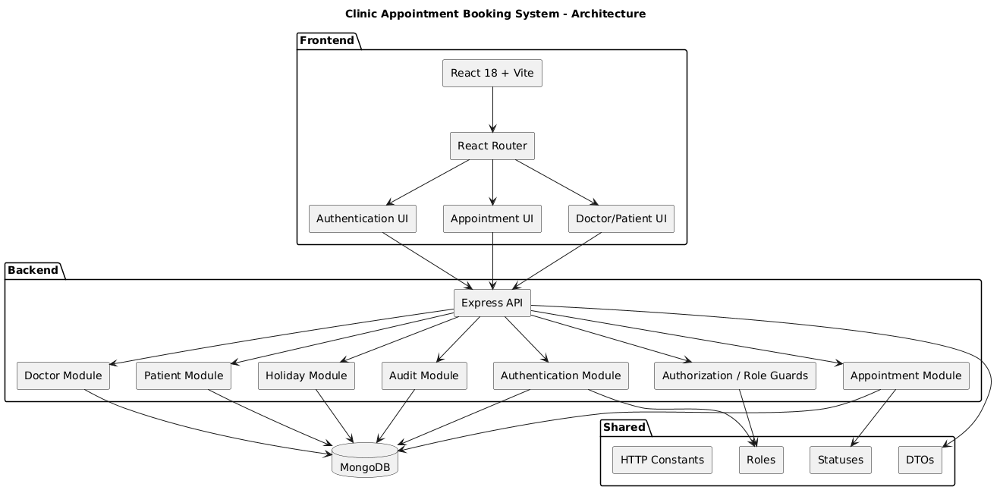 Clinic Appointment Booking System - Architecture
Frontend
React 18 + Vite
React Router
Authentication UI
Appointment UI
Doctor/Patient UI
Backend
Express API
Doctor Module
Patient Module
Holiday Module
Audit Module
Authentication Module
Authorization / Role Guards
Appointment Module
Shared
HTTP Constants
Roles
Statuses
DTOs
MongoDB